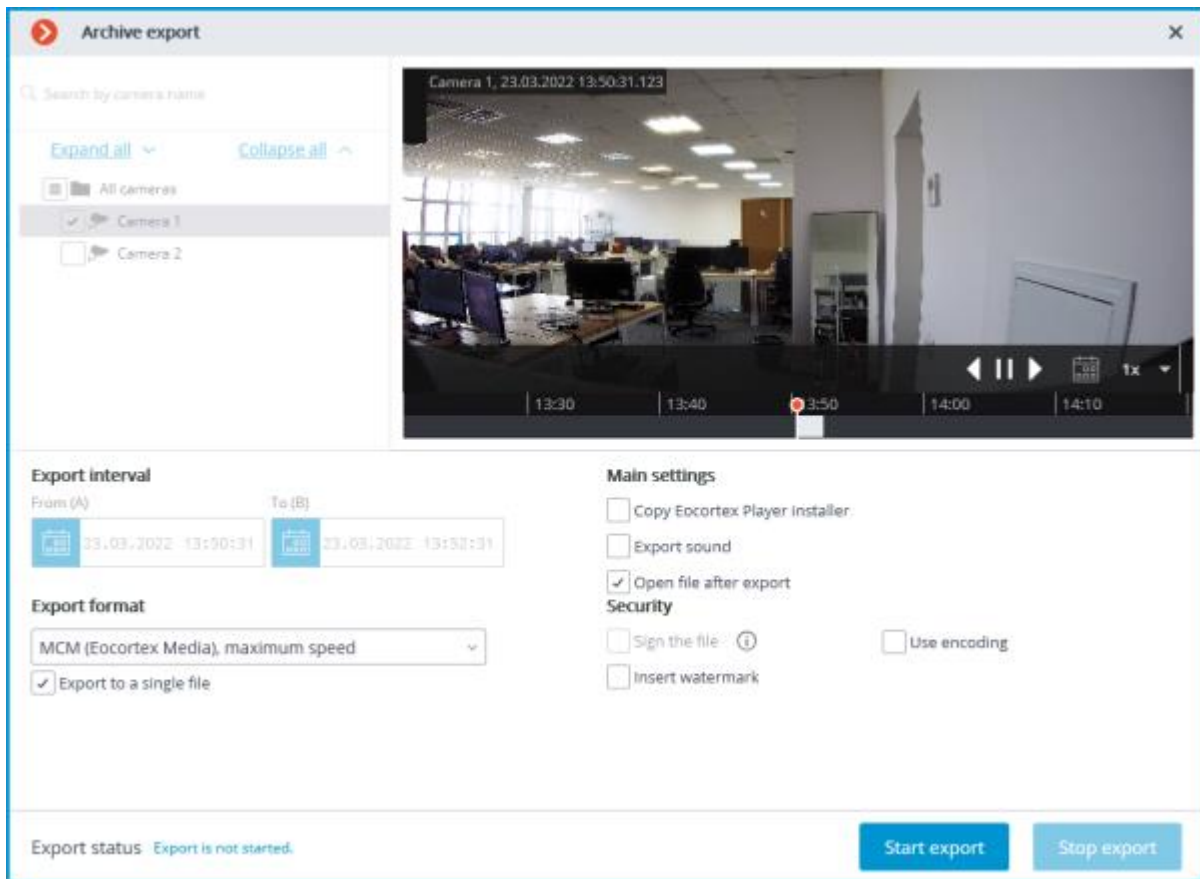 Archive export
Search by camera name
Expand all
Collapse all
All cameras
Camera 1
Camera 2
Camera 1, 23.03.2022 13:50:31.123
1x
13:30 13:40 13:50 14:00 14:10
Export interval
From (A) To (B)
23.03.2022 13:50:31 23.03.2022 13:52:31
Export format
MCM (Eocortex Media), maximum speed
Export to a single file
Main settings
Copy Eocortex Player installer
Export sound
Open file after export
Security
Sign the file Use encoding
Insert watermark
Export status Export is not started.
Start export Stop export